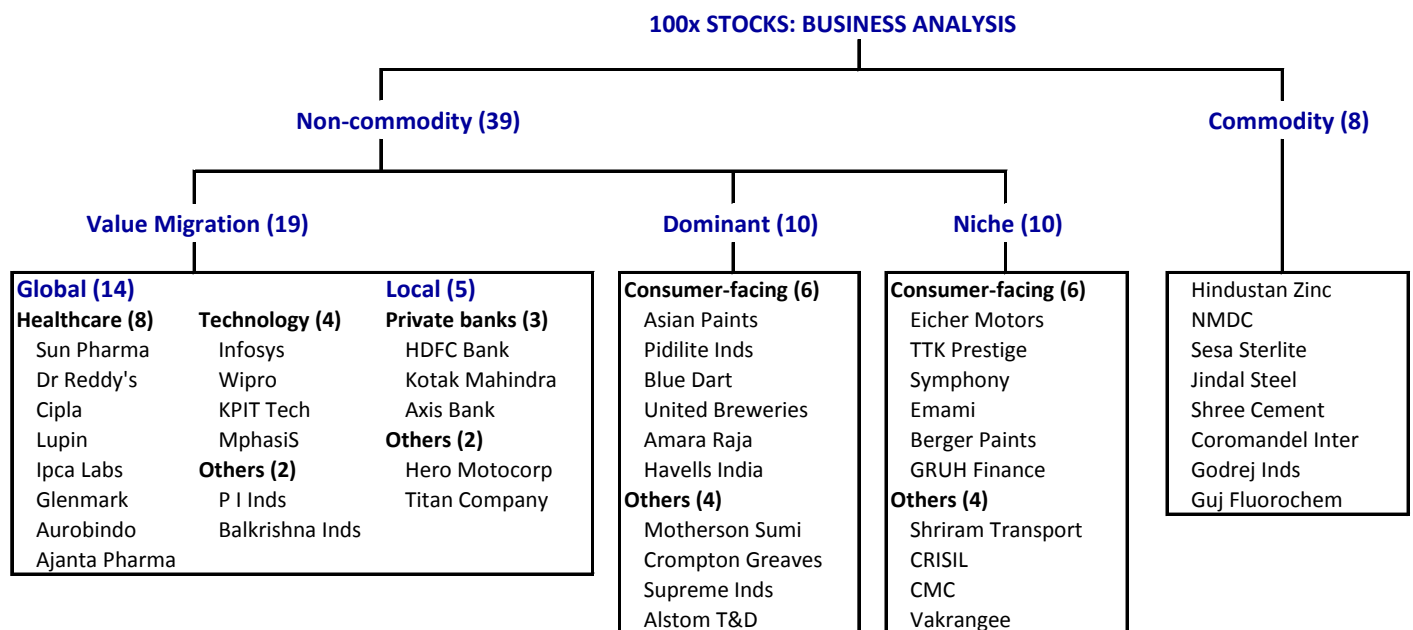 100x STOCKS: BUSINESS ANALYSIS
Non-commodity (39)
Commodity (8)
Value Migration (19)
Dominant (10)
Niche (10)
Global (14)
Healthcare (8)
Sun Pharma
Dr Reddy's
Cipla
Lupin
Ipca Labs
Glenmark
Aurobindo
Ajanta Pharma
Technology (4)
Infosys
Wipro
KPIT Tech
MphasiS
Others (2)
P I Inds
Balkrishna Inds
Local (5)
Private banks (3)
HDFC Bank
Kotak Mahindra
Axis Bank
Others (2)
Hero Motocorp
Titan Company
Consumer-facing (6)
Asian Paints
Pidilite Inds
Blue Dart
United Breweries
Amara Raja
Havells India
Others (4)
Motherson Sumi
Crompton Greaves
Supreme Inds
Alstom T&D
Consumer-facing (6)
Eicher Motors
TTK Prestige
Symphony
Emami
Berger Paints
GRUH Finance
Others (4)
Shriram Transport
CRISIL
CMC
Vakrangee
Hindustan Zinc
NMDC
Sesa Sterlite
Jindal Steel
Shree Cement
Coromandel Inter
Godrej Inds
Guj Fluorochem